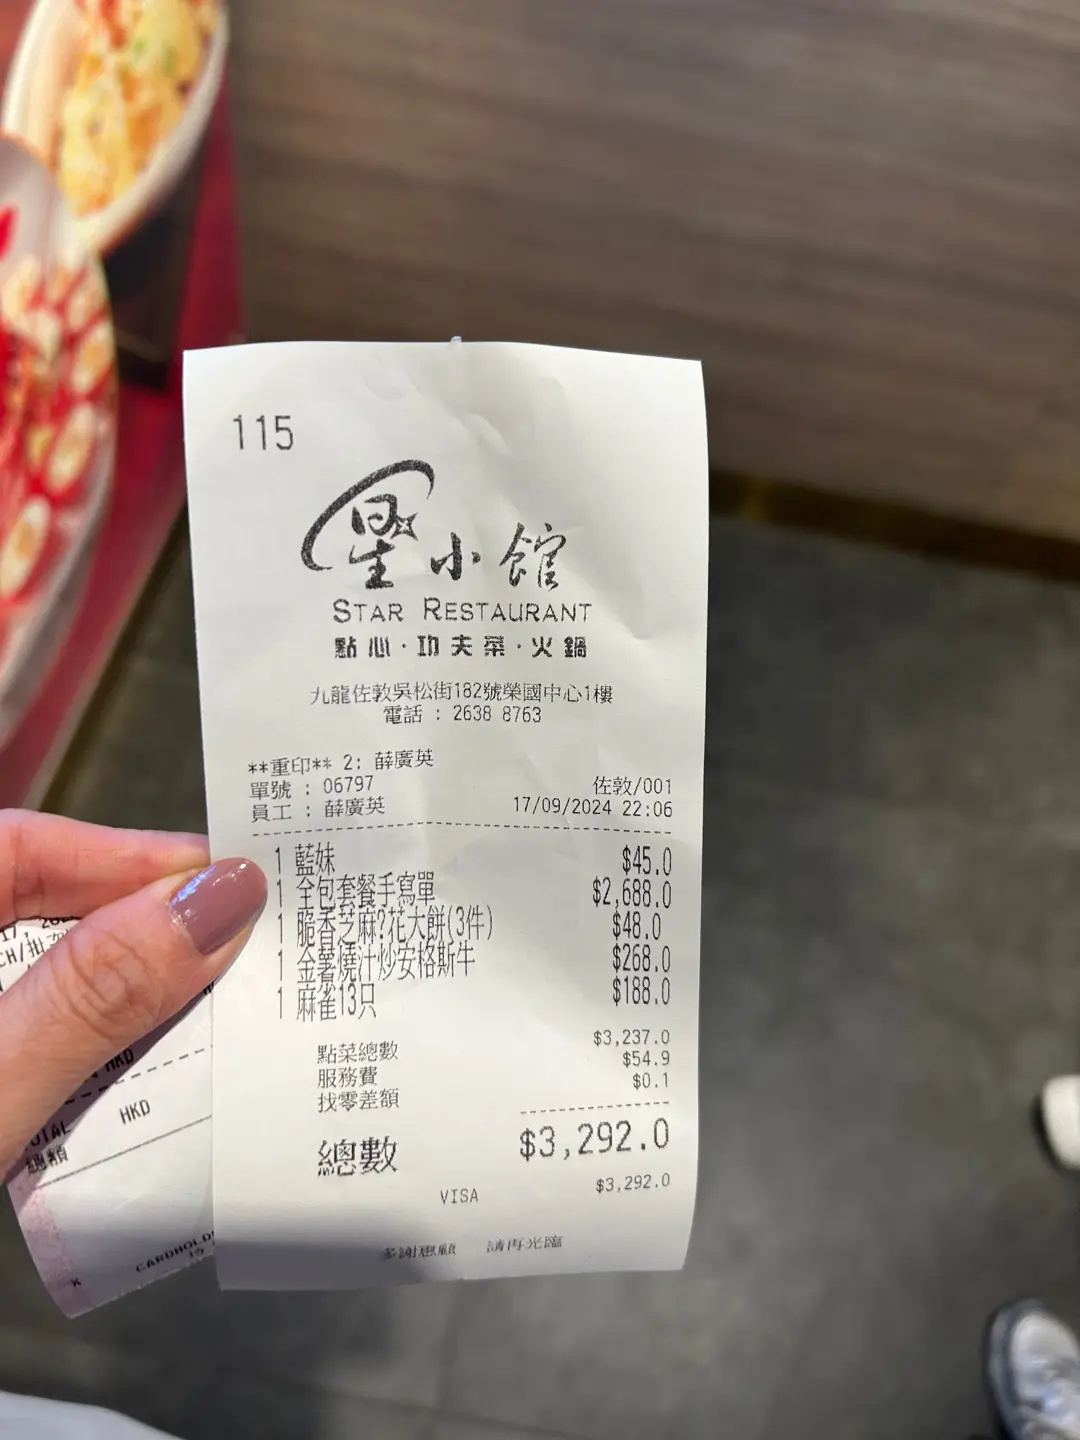 115
星小館
STAR RESTAURANT
點心·功夫菜·火鍋
九龍佐敦吳松街182號榮國中心1樓
電話 : 2638 8763
**重印** 2: 薛廣英
單號 : 06797 佐敦/001
員工 : 薛廣英 17/09/2024 22:06
1 藍妹 $45.0
1 全包套餐手寫單 $2,688.0
1 脆香芝麻?花大餅(3件) $48.0
1 金薯燒汁炒安格斯牛 $268.0
1 麻雀13只 $188.0
點菜總數 $3,237.0
服務費 $54.9
找零差額 $0.1
總數 $3,292.0
VISA $3,292.0
多謝惠顧 請再光臨
HKD
HKD
總額
CARDHOLD
X